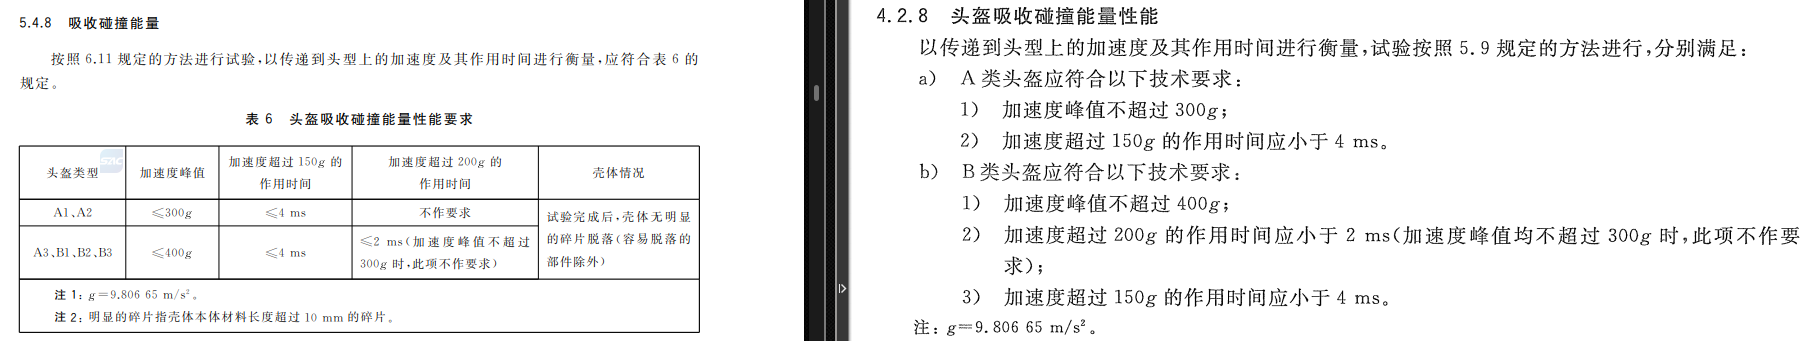 5.4.8 吸收碰撞能量
按照 6.11 规定的方法进行试验,以传递到头型上的加速度及其作用时间进行衡量,应符合表 6 的
规定。
表 6 头盔吸收碰撞能量性能要求
头盔类型 加速度峰值 加速度超过 150g 的 加速度超过 200g 的 壳体情况
作用时间 作用时间
A1、A2 ≤300g ≤4 ms 不作要求
试验完成后,壳体无明显
的碎片脱落(容易脱落的
部件除外)
A3、B1、B2、B3 ≤400g ≤4 ms
≤2 ms(加速度峰值不超过
300g 时,此项不作要求)
注 1: g=9.806 65 m/s²。
注 2: 明显的碎片指壳体本体材料长度超过 10 mm 的碎片。
SAC
4.2.8 头盔吸收碰撞能量性能
以传递到头型上的加速度及其作用时间进行衡量,试验按照 5.9 规定的方法进行,分别满足:
a) A 类头盔应符合以下技术要求:
1) 加速度峰值不超过 300g;
2) 加速度超过 150g 的作用时间应小于 4 ms。
b) B 类头盔应符合以下技术要求:
1) 加速度峰值不超过 400g;
2) 加速度超过 200g 的作用时间应小于 2 ms(加速度峰值均不超过 300g 时,此项不作要
求);
3) 加速度超过 150g 的作用时间应小于 4 ms。
注: g=9.806 65 m/s²。